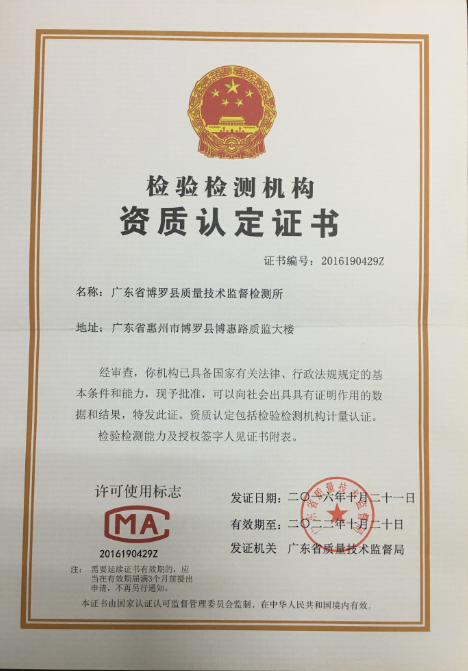 检验检测机构
资质认定证书
证书编号：2016190429Z
名称：广东省博罗县质量技术监督检测所
地址：广东省惠州市博罗县博惠路质监大楼
经审查，你机构已具备国家有关法律、行政法规规定的基
本条件和能力，现予批准，可以向社会出具具有证明作用的数
据和结果，特发此证。资质认定包括检验检测机构计量认证。
检验检测能力及授权签字人见证书附表。
许可使用标志
MA
2016190429Z
发证日期：二〇一六年十月二十一日
有效期至：二〇二二年十月二十日
发证机关 广东省质量技术监督局
注：需要延续证书有效期的，应
当在有效期届满3个月前提出
申请，不再另行通知。
本证书由国家认证认可监督管理委员会监制，在中华人民共和国境内有效。